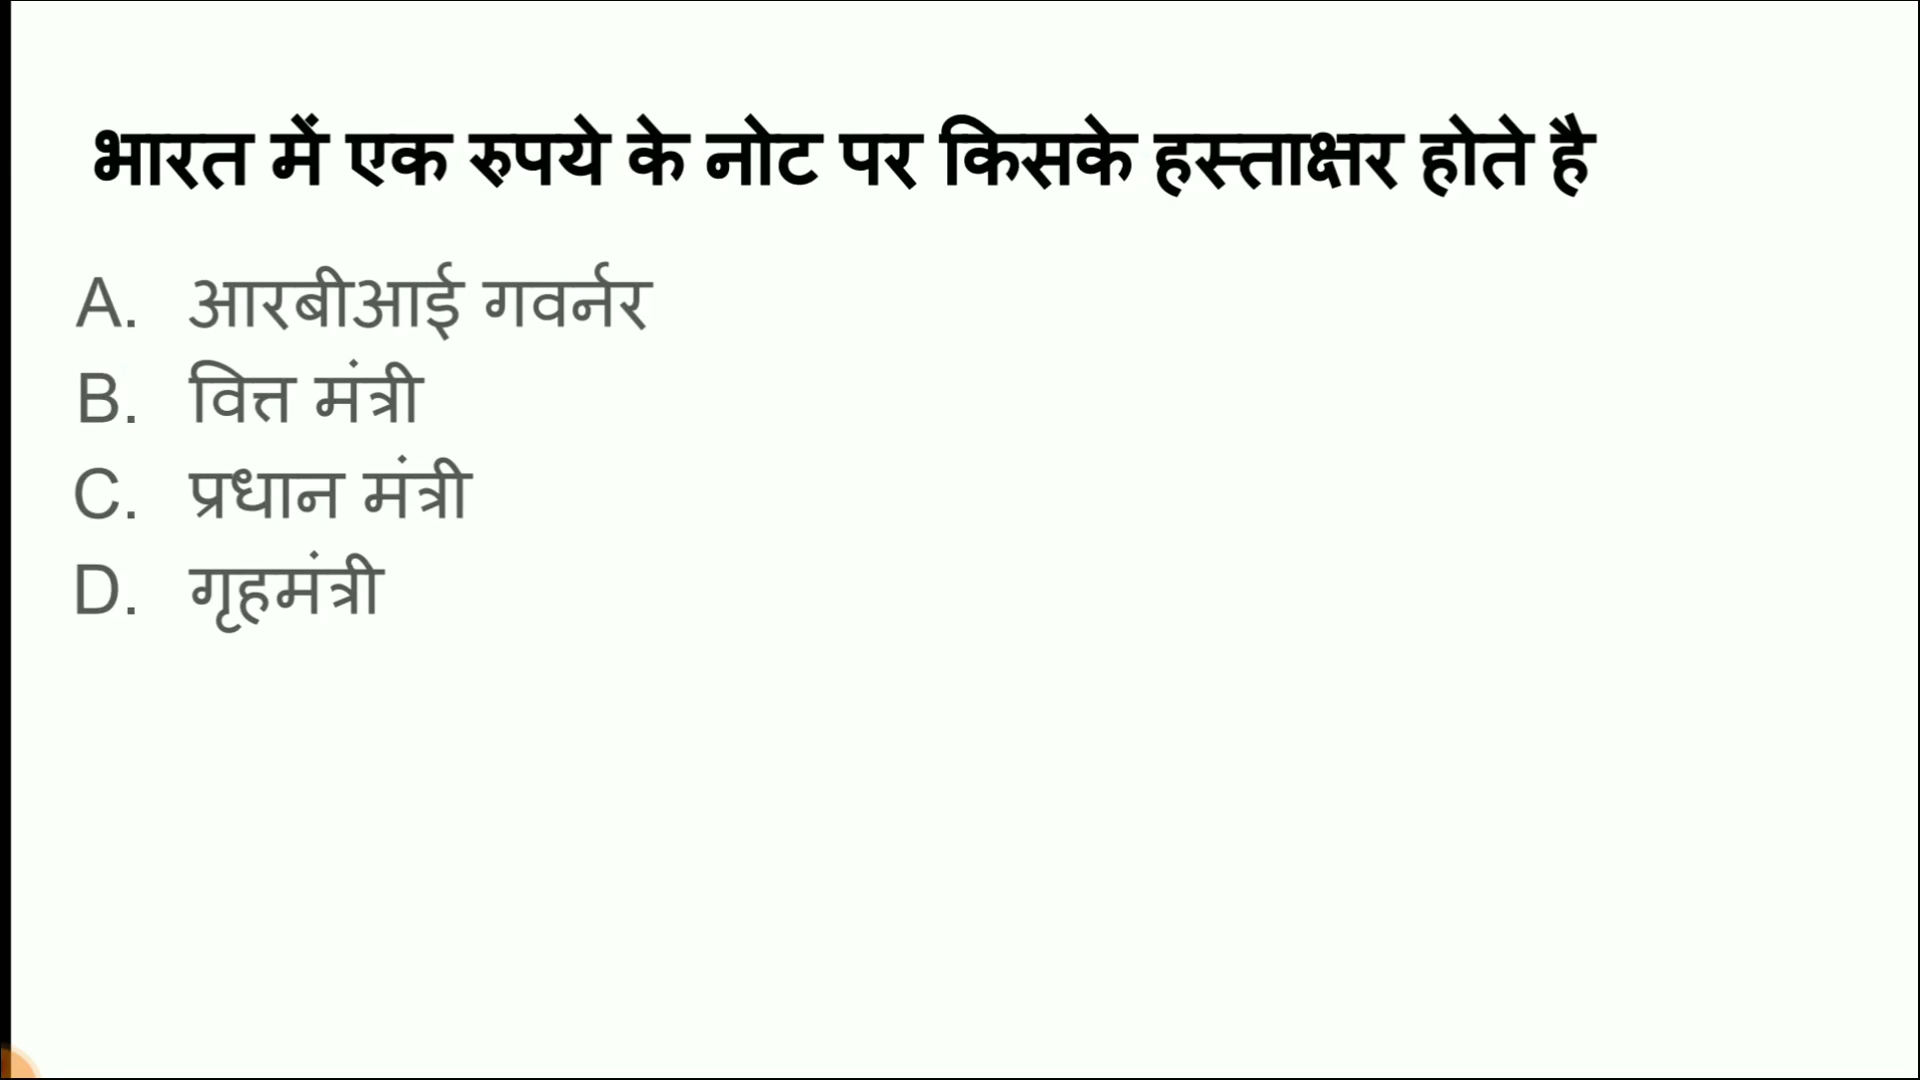 भारत में एक रुपये के नोट पर किसके हस्ताक्षर होते है
A. आरबीआई गवर्नर
B. वित्त मंत्री
C. प्रधान मंत्री
D. गृहमंत्री